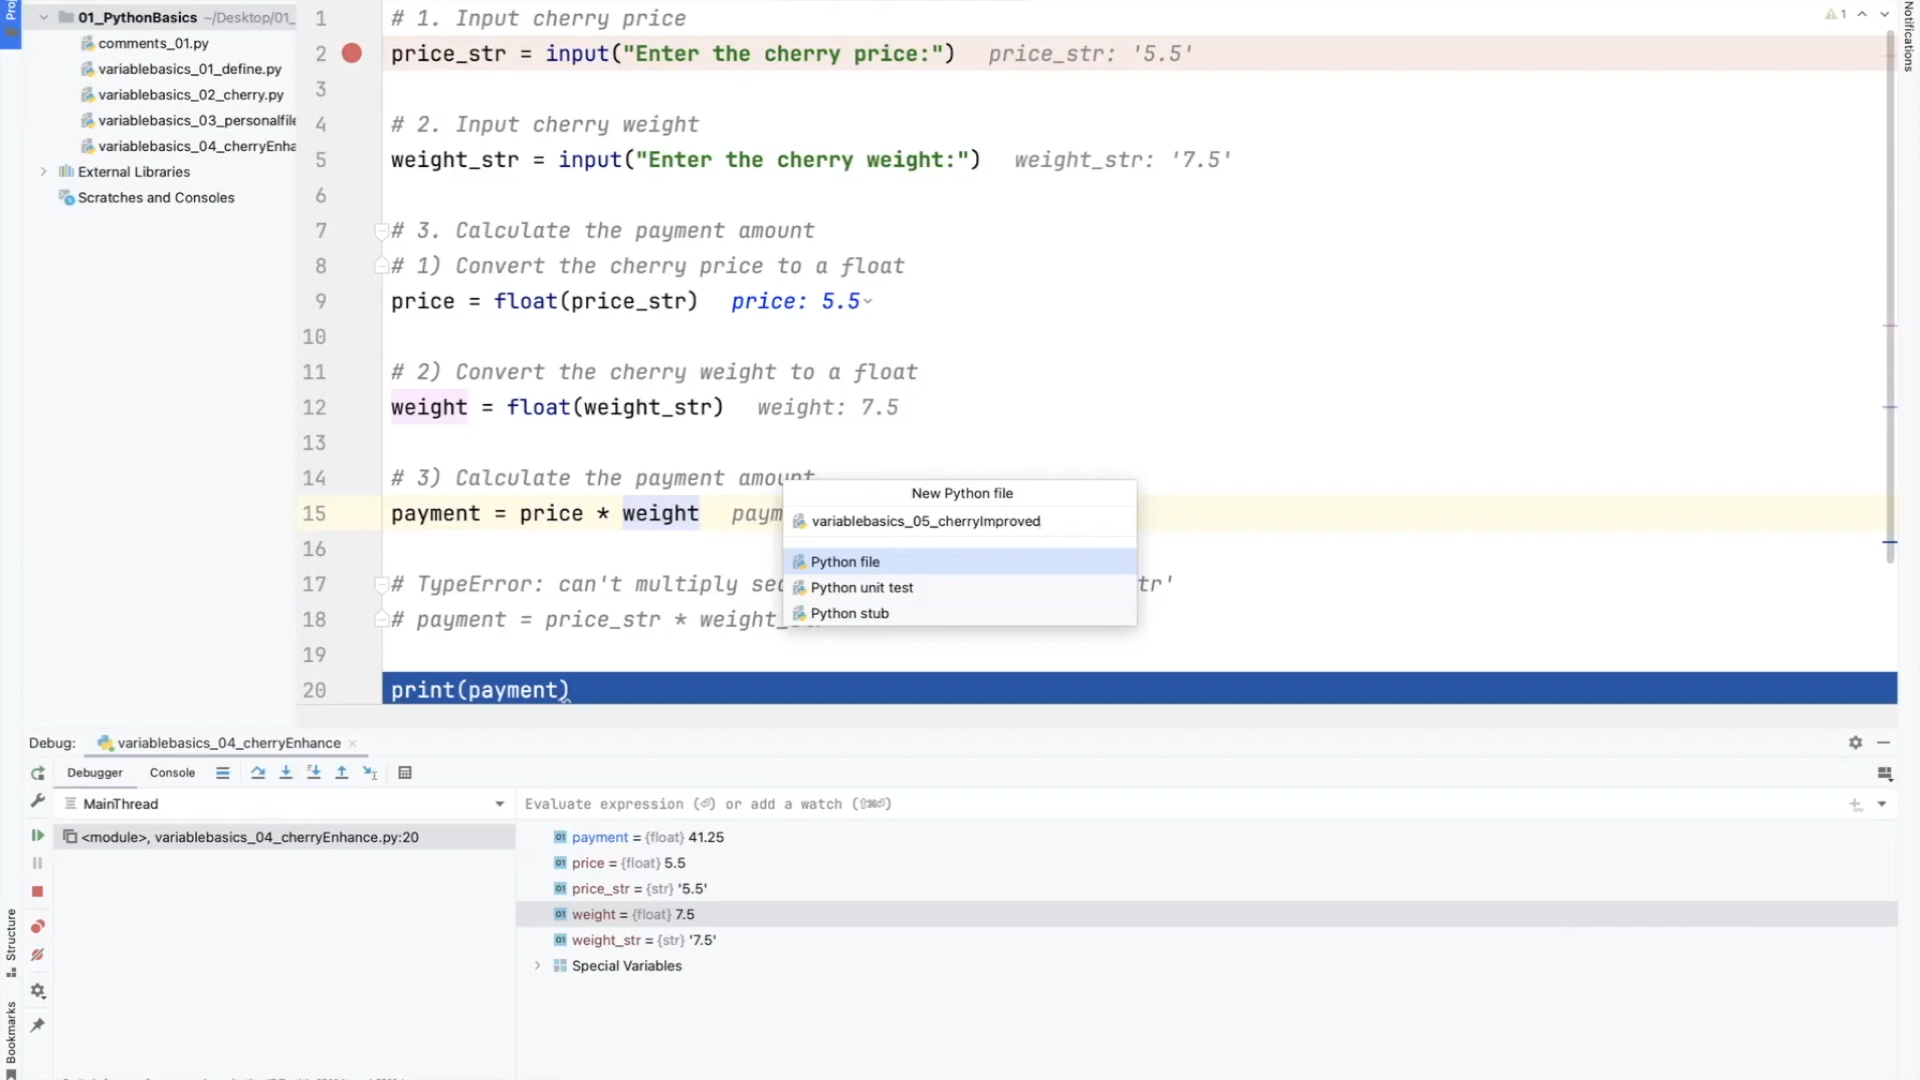 Proj
01_PythonBasics ~/Desktop/01_
comments_01.py
variablebasics_01_define.py
variablebasics_02_cherry.py
variablebasics_03_personalfile
variablebasics_04_cherryEnha
External Libraries
Scratches and Consoles
1 # 1. Input cherry price
2 price_str = input("Enter the cherry price:") price_str: '5.5'
3
4 # 2. Input cherry weight
5 weight_str = input("Enter the cherry weight:") weight_str: '7.5'
6
7 # 3. Calculate the payment amount
8 # 1) Convert the cherry price to a float
9 price = float(price_str) price: 5.5
10
11 # 2) Convert the cherry weight to a float
12 weight = float(weight_str) weight: 7.5
13
14 # 3) Calculate the payment amount
15 payment = price * weight paym
16
17 # TypeError: can't multiply sec tr'
18 # payment = price_str * weight_
19
20 print(payment)
1
Notifications
New Python file
variablebasics_05_cherryImproved
Python file
Python unit test
Python stub
Debug: variablebasics_04_cherryEnhance
Debugger Console
MainThread
Evaluate expression (⏎) or add a watch (⇧⌘⏎)
<module>, variablebasics_04_cherryEnhance.py:20
payment = {float} 41.25
price = {float} 5.5
price_str = {str} '5.5'
weight = {float} 7.5
weight_str = {str} '7.5'
Special Variables
Structure
Bookmarks